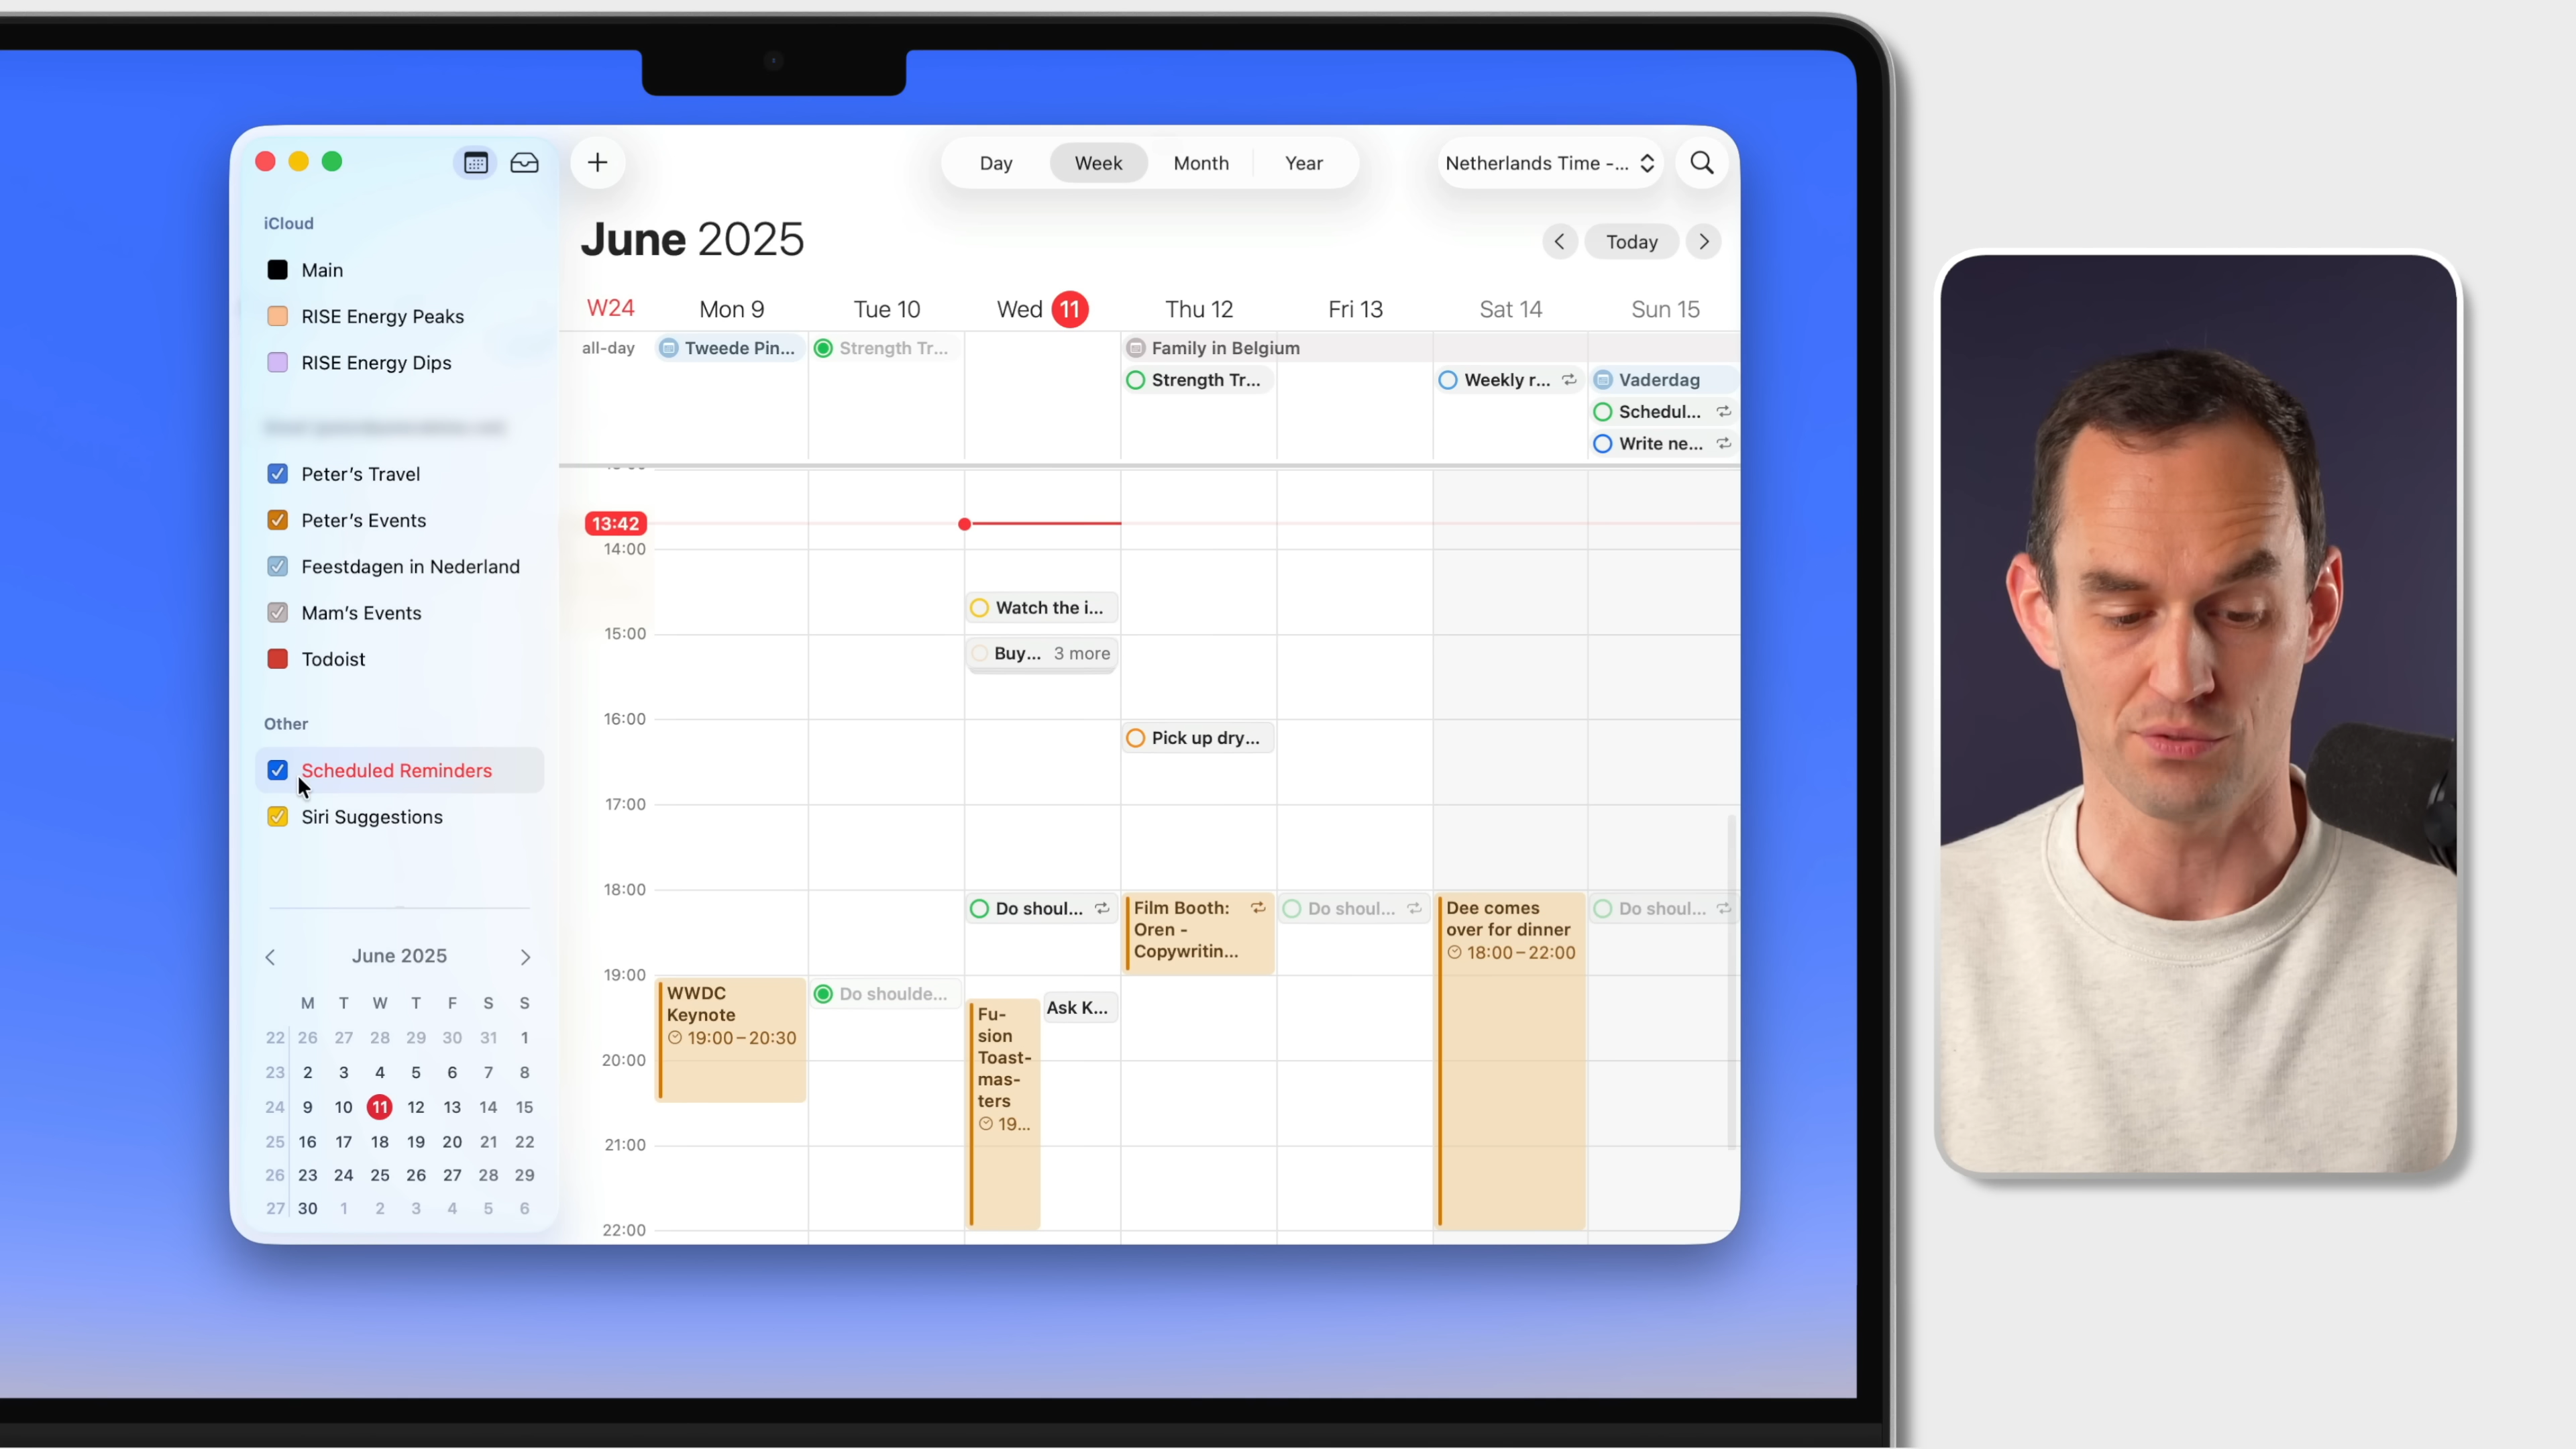 Day
Week
Month
Year
Netherlands Time -...
iCloud
Main
RISE Energy Peaks
RISE Energy Dips
Peter's Travel
Peter's Events
Feestdagen in Nederland
Mam's Events
Todoist
Other
Scheduled Reminders
Siri Suggestions
June 2025
M T W T F S S
22 26 27 28 29 30 31 1
23 2 3 4 5 6 7 8
24 9 10 11 12 13 14 15
25 16 17 18 19 20 21 22
26 23 24 25 26 27 28 29
27 30 1 2 3 4 5 6
June 2025
Today
W24
Mon 9
Tue 10
Wed 11
Thu 12
Fri 13
Sat 14
Sun 15
all-day
Tweede Pin...
Strength Tr...
Family in Belgium
Strength Tr...
Weekly r...
Vaderdag
Schedul...
Write ne...
13:42
14:00
Watch the i...
15:00
Buy... 3 more
16:00
Pick up dry...
17:00
18:00
Do shoul...
Film Booth:
Oren -
Copywritin...
Do shoul...
Dee comes
over for dinner
18:00–22:00
Do shoul...
19:00
WWDC
Keynote
19:00–20:30
Do shoulde...
Fu-
sion
Toast-
mas-
ters
19...
Ask K...
20:00
21:00
22:00